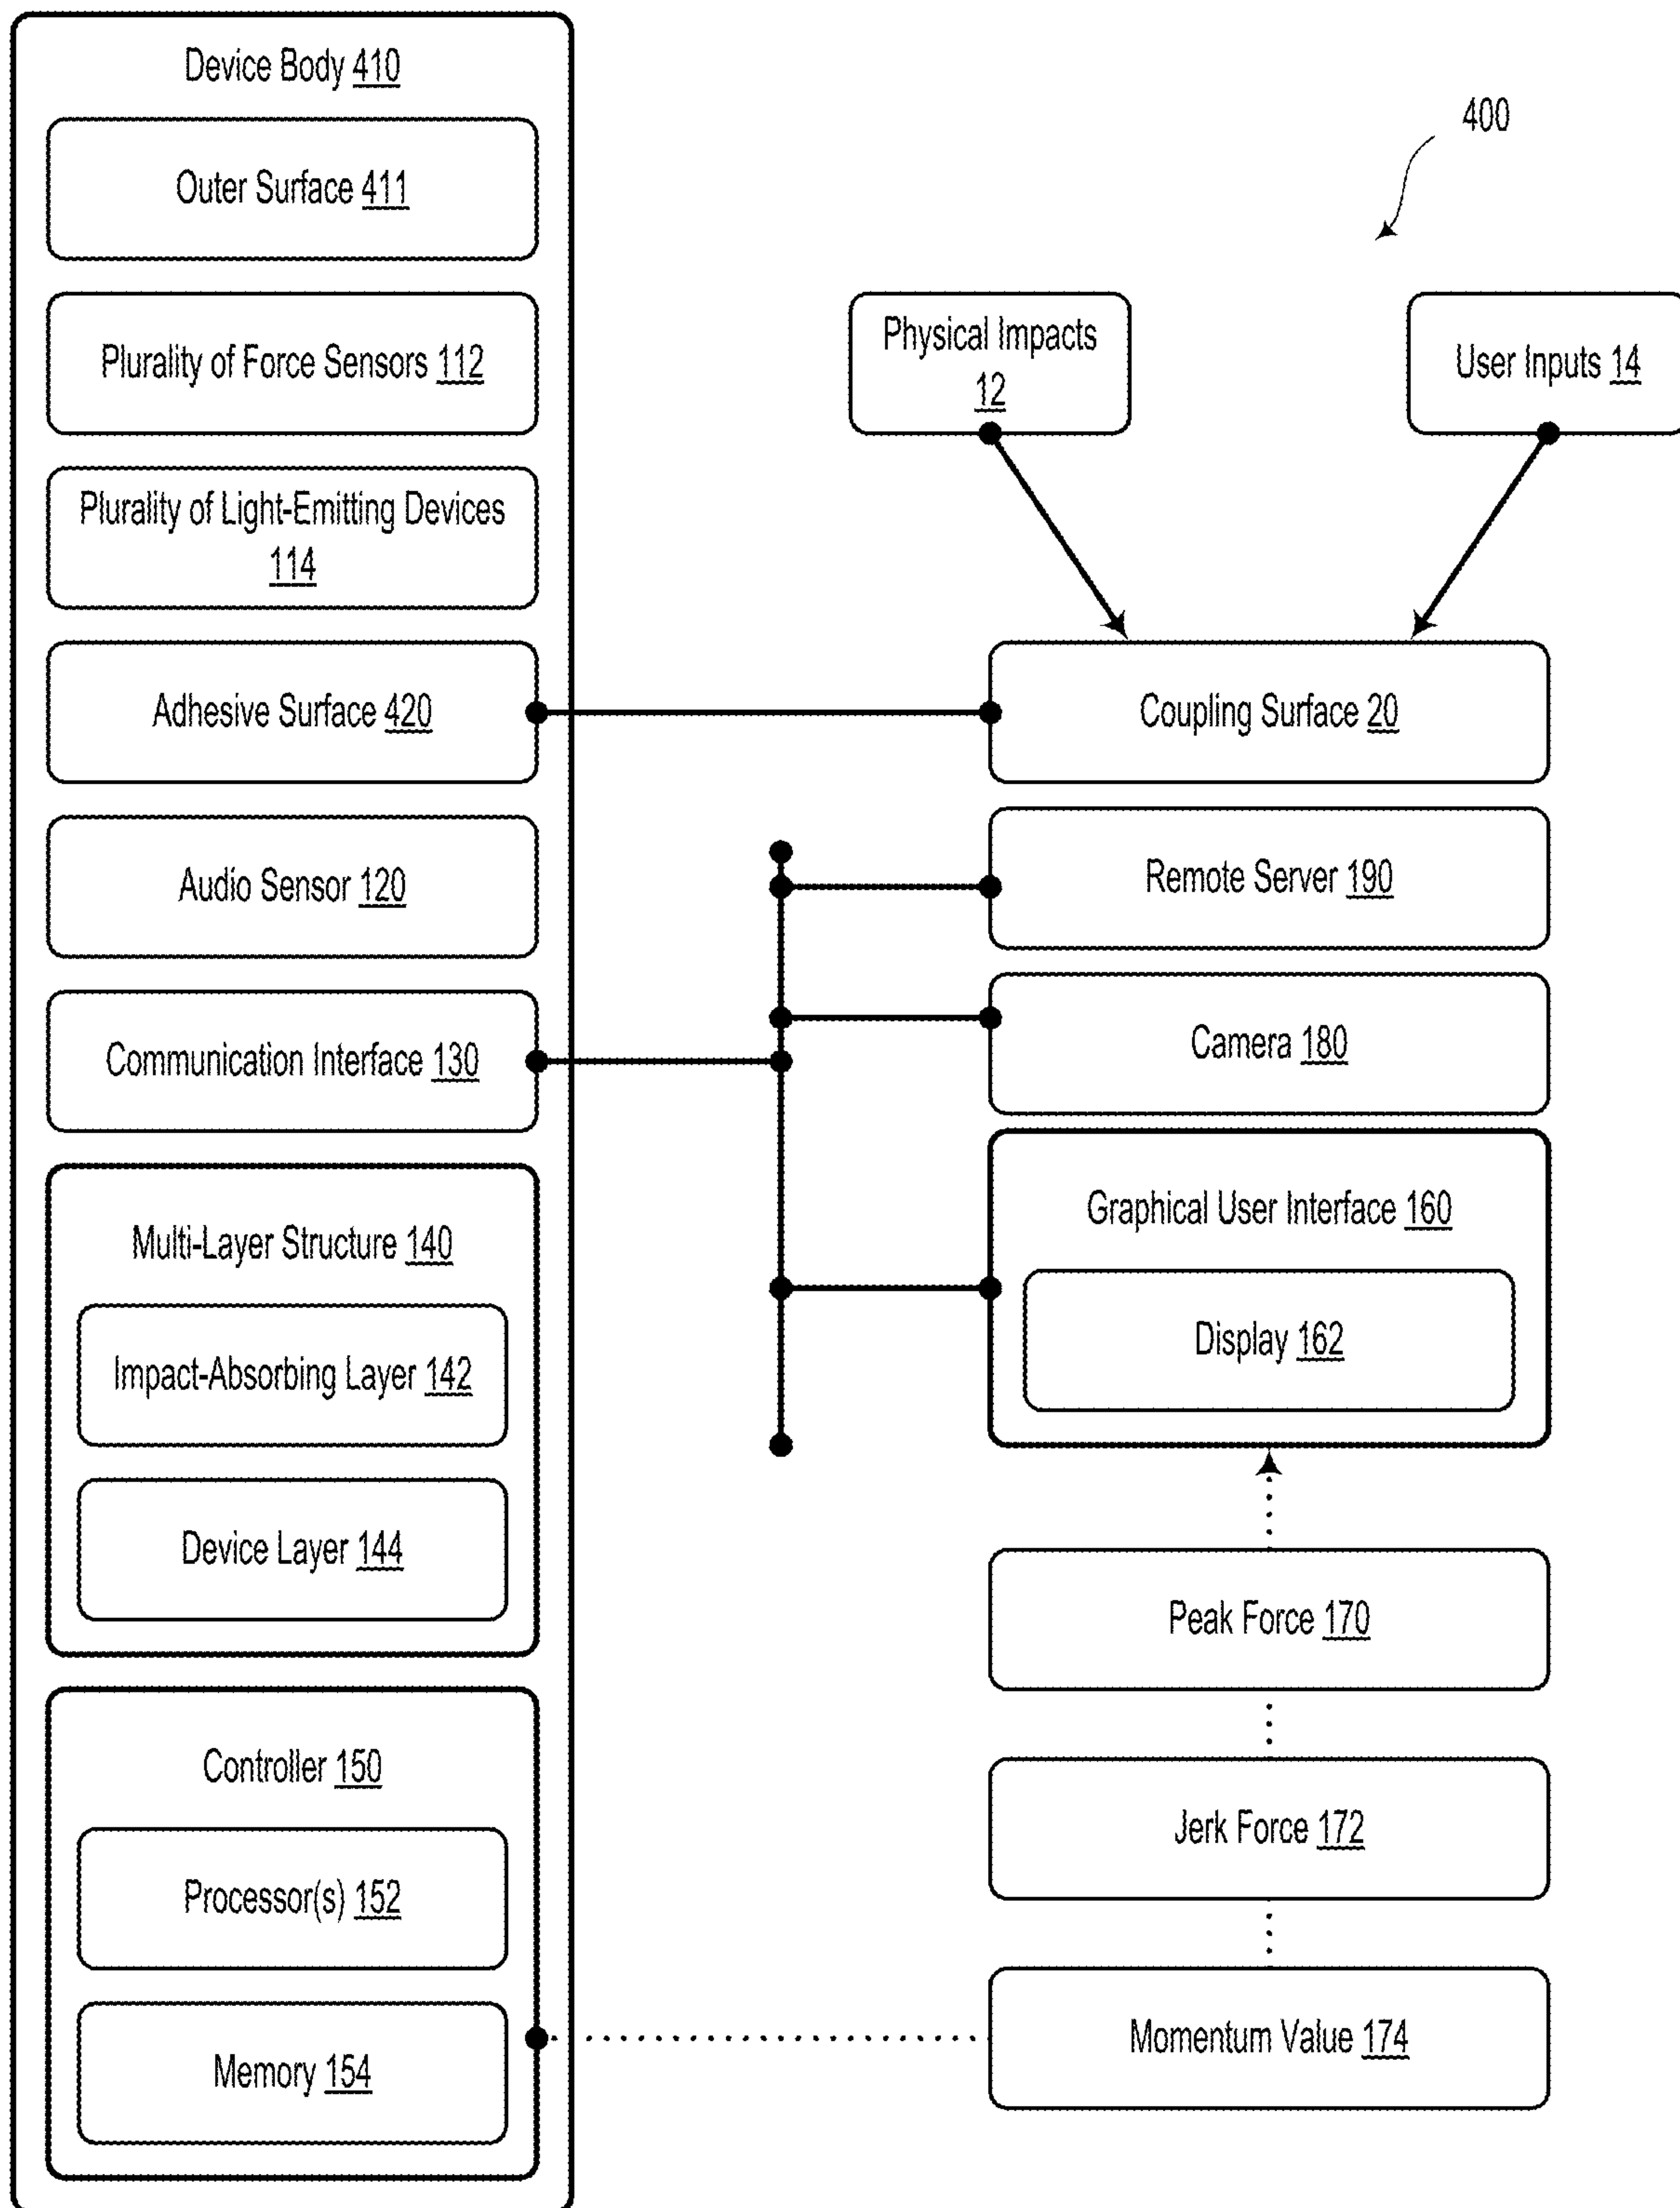 Device Body 410
Outer Surface 411
Plurality of Force Sensors 112
Plurality of Light-Emitting Devices
114
Adhesive Surface 420
Audio Sensor 120
Communication Interface 130
Multi-Layer Structure 140
Impact-Absorbing Layer 142
Device Layer 144
Controller 150
Processor(s) 152
Memory 154
400
Physical Impacts
12
User Inputs 14
Coupling Surface 20
Remote Server 190
Camera 180
Graphical User Interface 160
Display 162
Peak Force 170
Jerk Force 172
Momentum Value 174